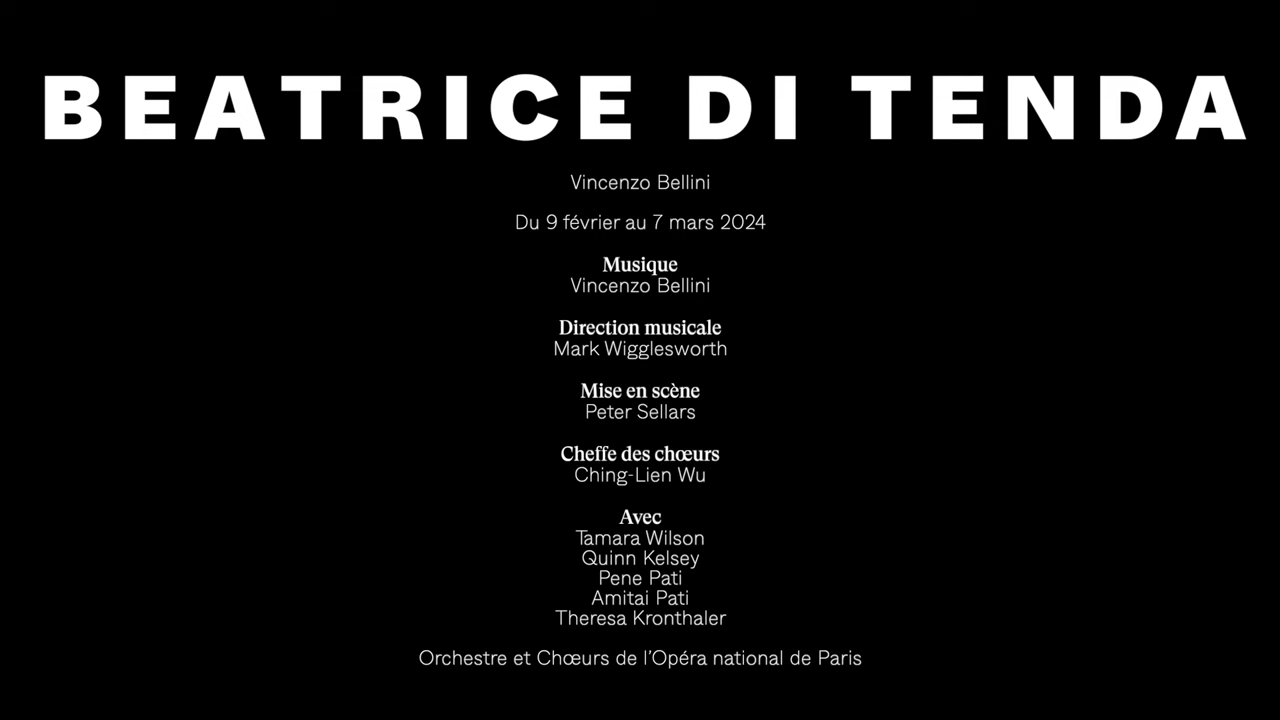 BEATRICE DI TENDA
Vincenzo Bellini
Du 9 février au 7 mars 2024
Musique
Vincenzo Bellini
Direction musicale
Mark Wigglesworth
Mise en scène
Peter Sellars
Cheffe des chœurs
Ching-Lien Wu
Avec
Tamara Wilson
Quinn Kelsey
Pene Pati
Amitai Pati
Theresa Kronthaler
Orchestre et Chœurs de l’Opéra national de Paris